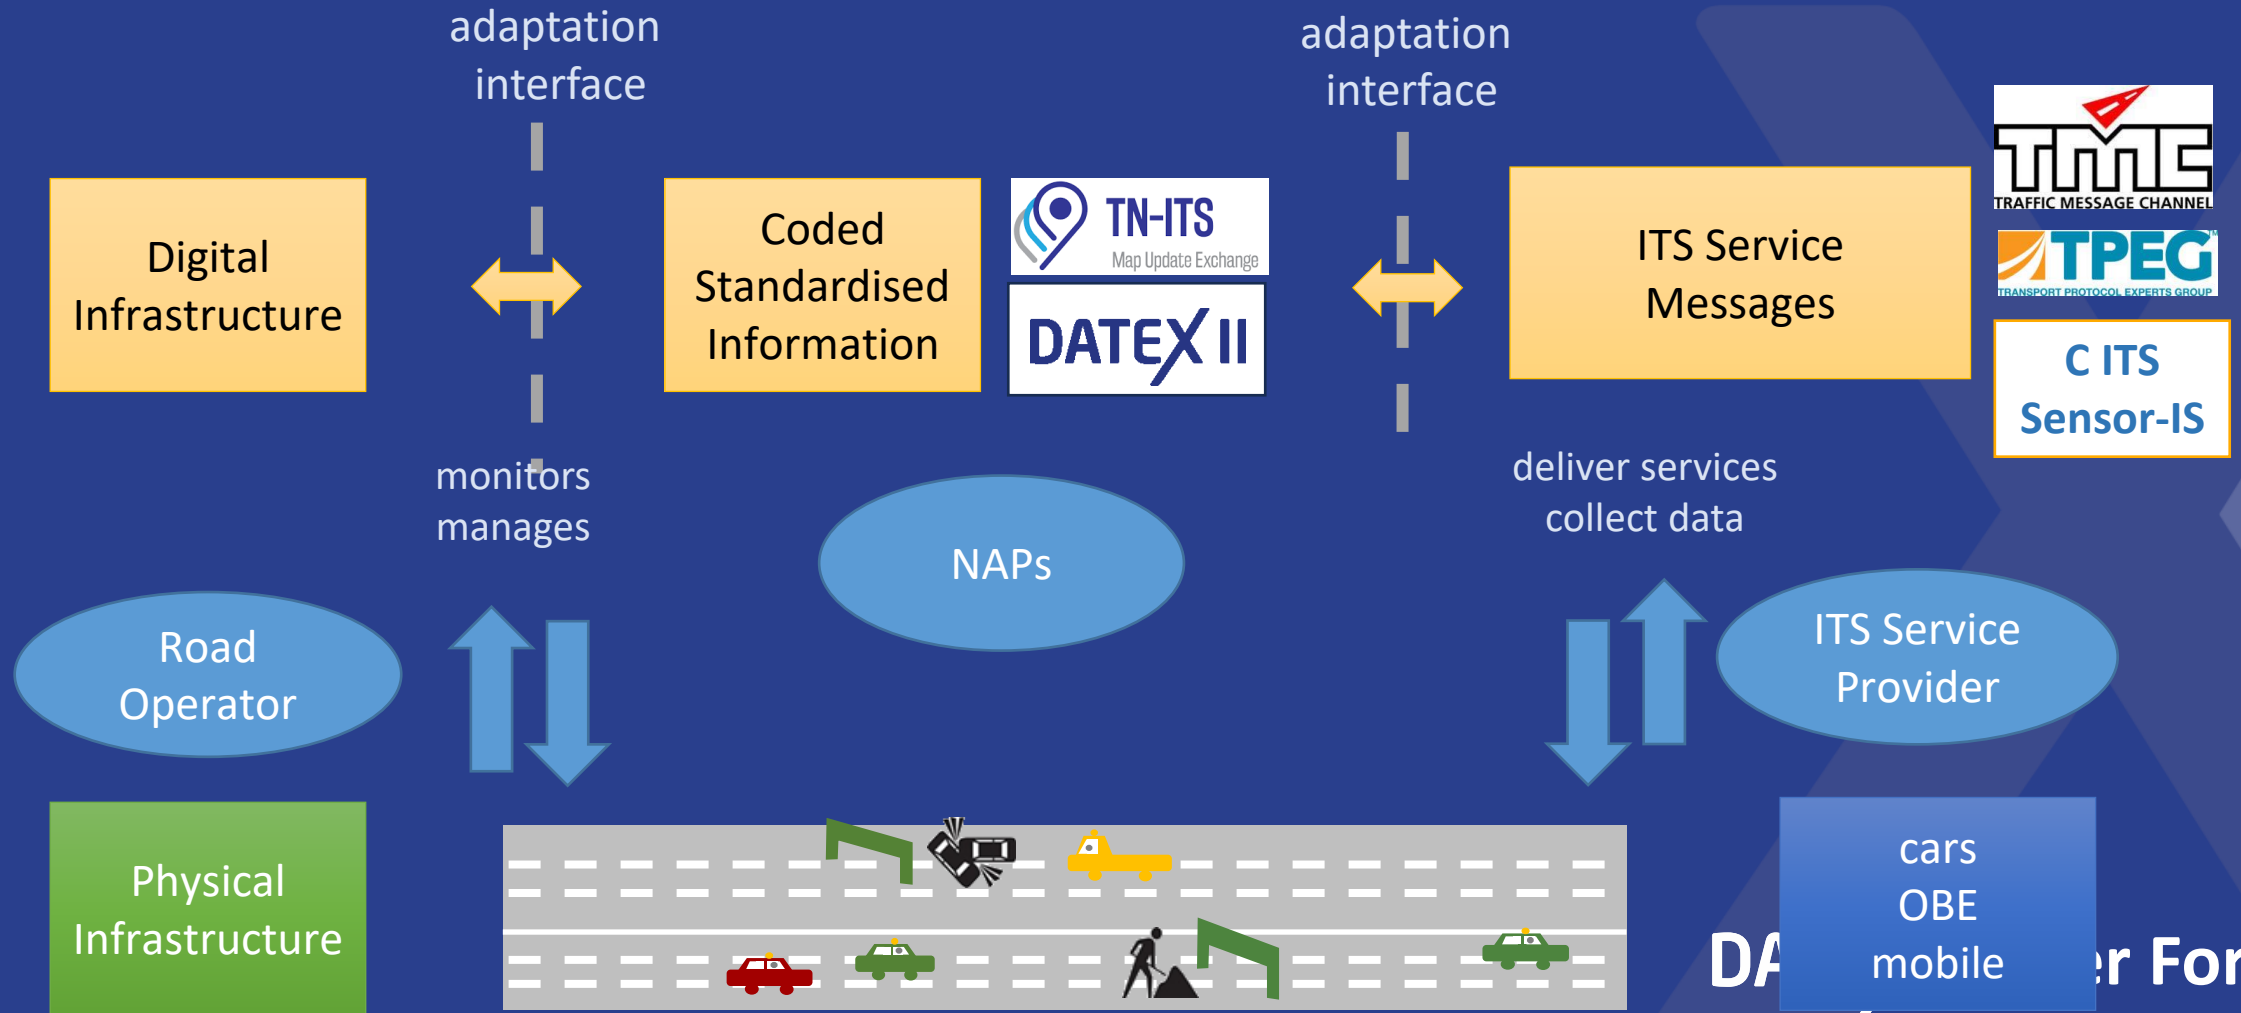 adaptation
interface
adaptation
interface
Digital
Infrastructure
Coded
Standardised
Information
TN-ITS
Map Update Exchange
DATEX II
ITS Service
Messages
TMC
TRAFFIC MESSAGE CHANNEL
TPEG
TRANSPORT PROTOCOL EXPERTS GROUP
C ITS
Sensor-IS
monitors
manages
NAPs
deliver services
collect data
Road
Operator
ITS Service
Provider
Physical
Infrastructure
cars
OBE
mobile